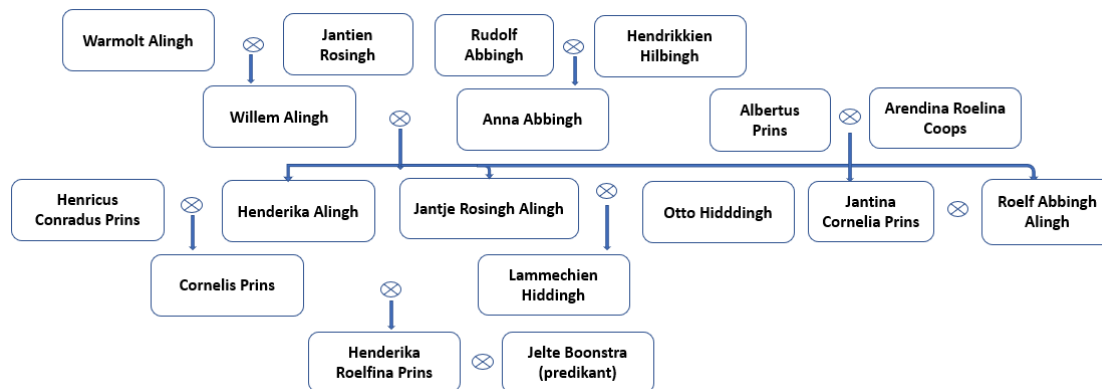 Warmolt Alingh
Jantien
Rosingh
Rudolf
Abbingh
Hendrikkien
Hilbingh
Willem Alingh
Anna Abbingh
Albertus
Prins
Arendina Roelina
Coops
Henricus
Conradus Prins
Henderika Alingh
Jantje Rosingh Alingh
Otto Hidddingh
Jantina
Cornelia Prins
Roelf Abbingh
Alingh
Cornelis Prins
Lammechien
Hiddingh
Henderika
Roelfina Prins
Jelte Boonstra
(predikant)